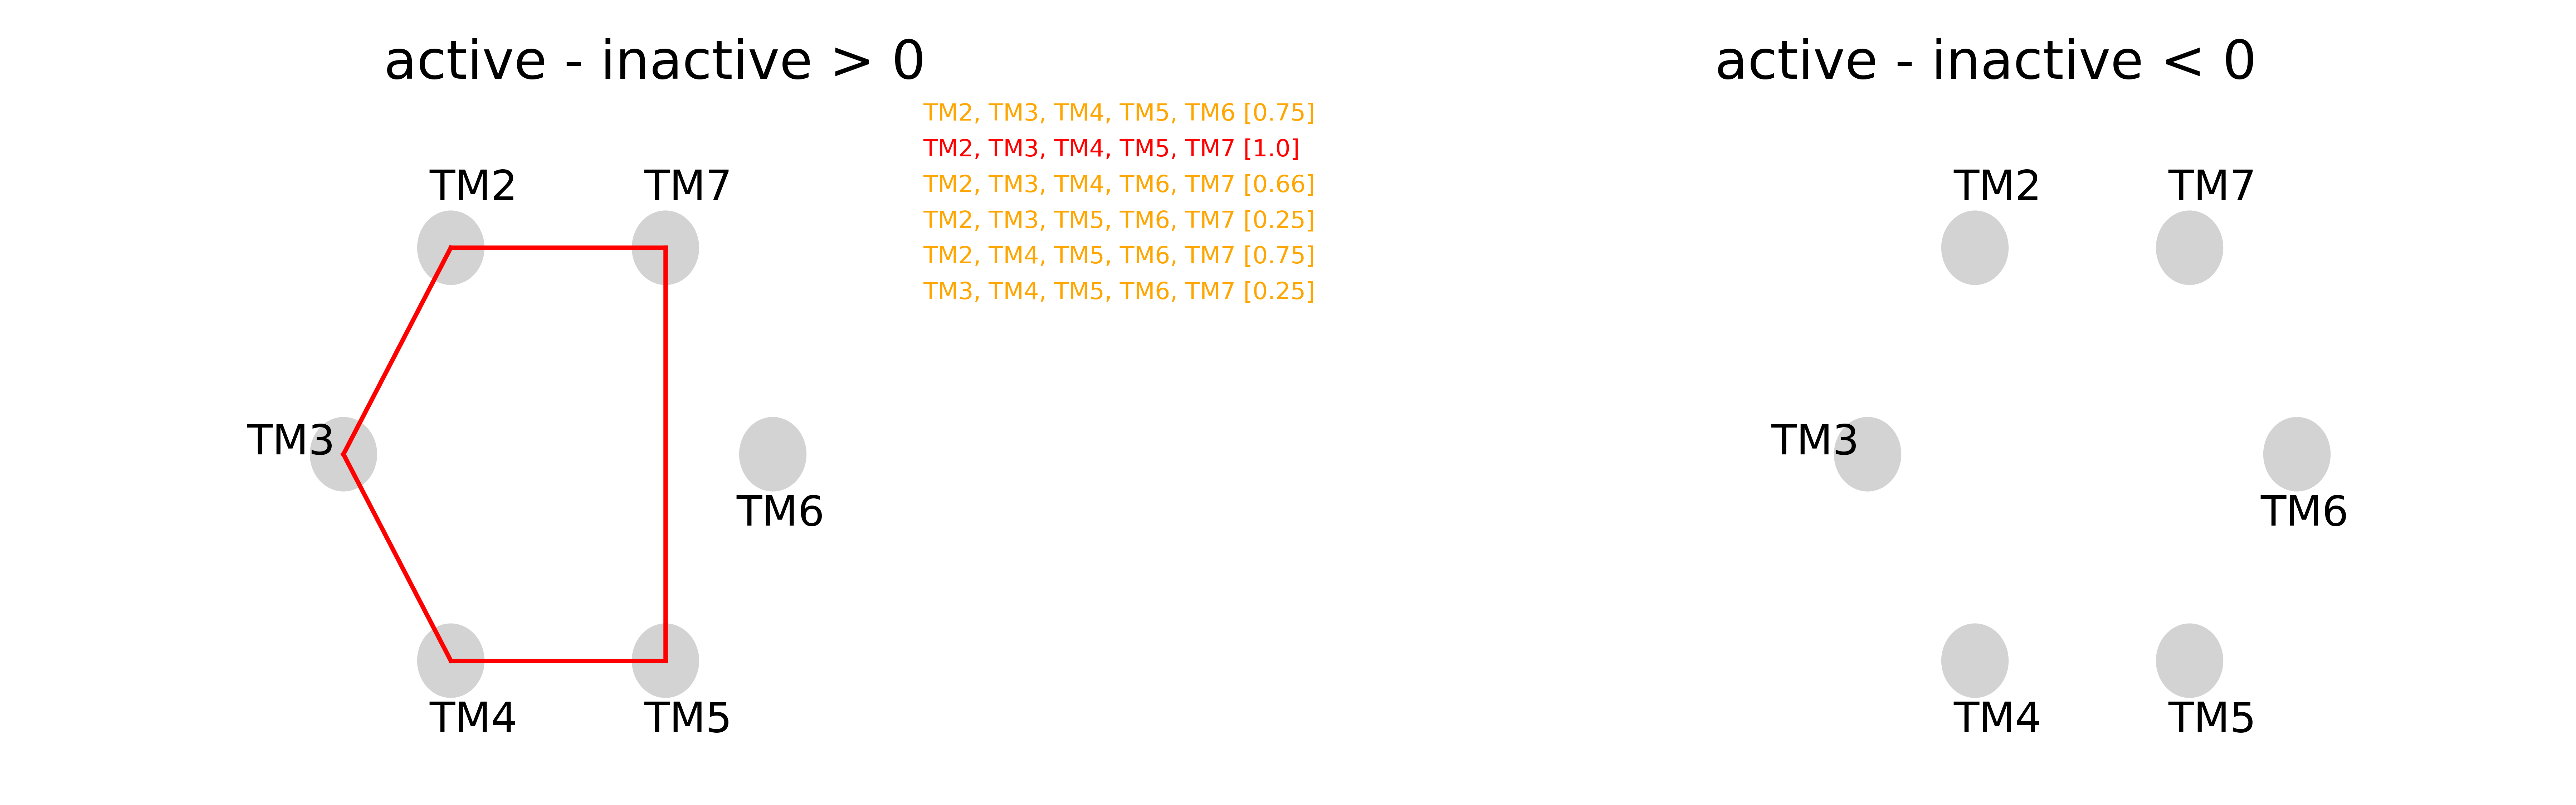 active - inactive > 0
TM2, TM3, TM4, TM5, TM6 [0.75]
TM2, TM3, TM4, TM5, TM7 [1.0]
TM2, TM3, TM4, TM6, TM7 [0.66]
TM2, TM3, TM5, TM6, TM7 [0.25]
TM2, TM4, TM5, TM6, TM7 [0.75]
TM3, TM4, TM5, TM6, TM7 [0.25]
TM2
TM7
TM3
TM6
TM4
TM5
active - inactive < 0
TM2
TM7
TM3
TM6
TM4
TM5